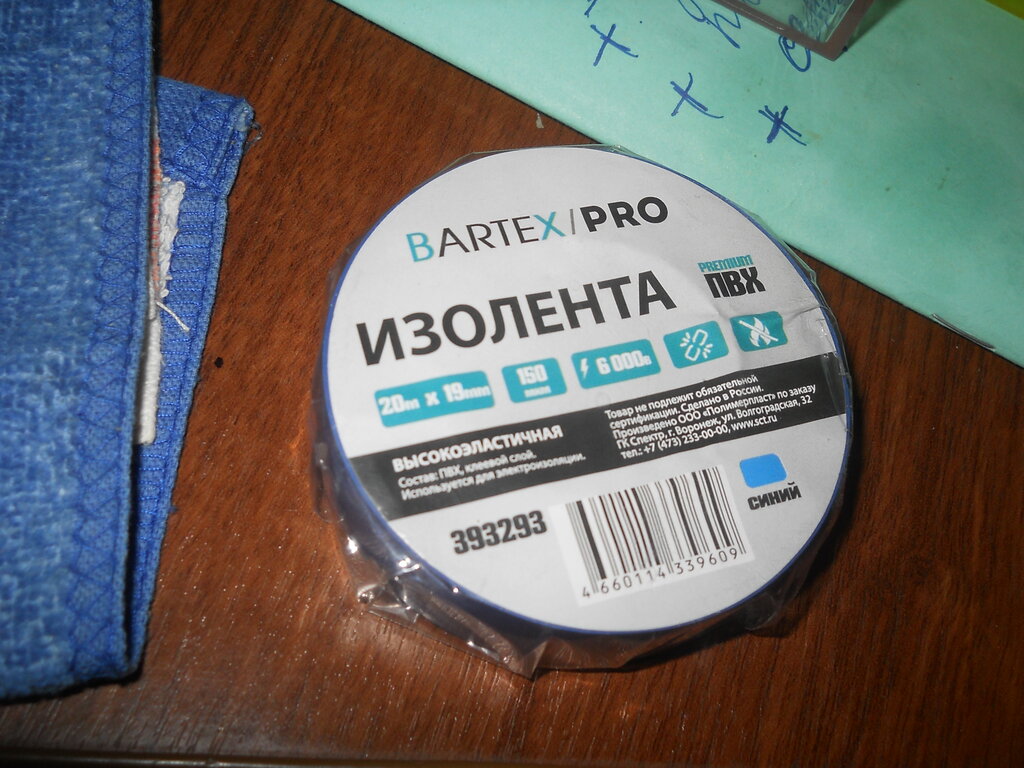 BARTEX/PRO
PREMIUM
ПВХ
ИЗОЛЕНТА
20m x 19mm
150
мкм
6 000в
ВЫСОКОЭЛАСТИЧНАЯ
Состав: ПВХ, клеевой слой.
Используется для электроизоляции.
Товар не подлежит обязательной
сертификации. Сделано в России.
Произведено ООО «Полимерпласт» по заказу
ГК Спектр, г. Воронеж, ул. Волгоградская, 32
тел.: +7 (473) 233-00-00, www.sct.ru
393293
4 660114 339609
СИНИЙ